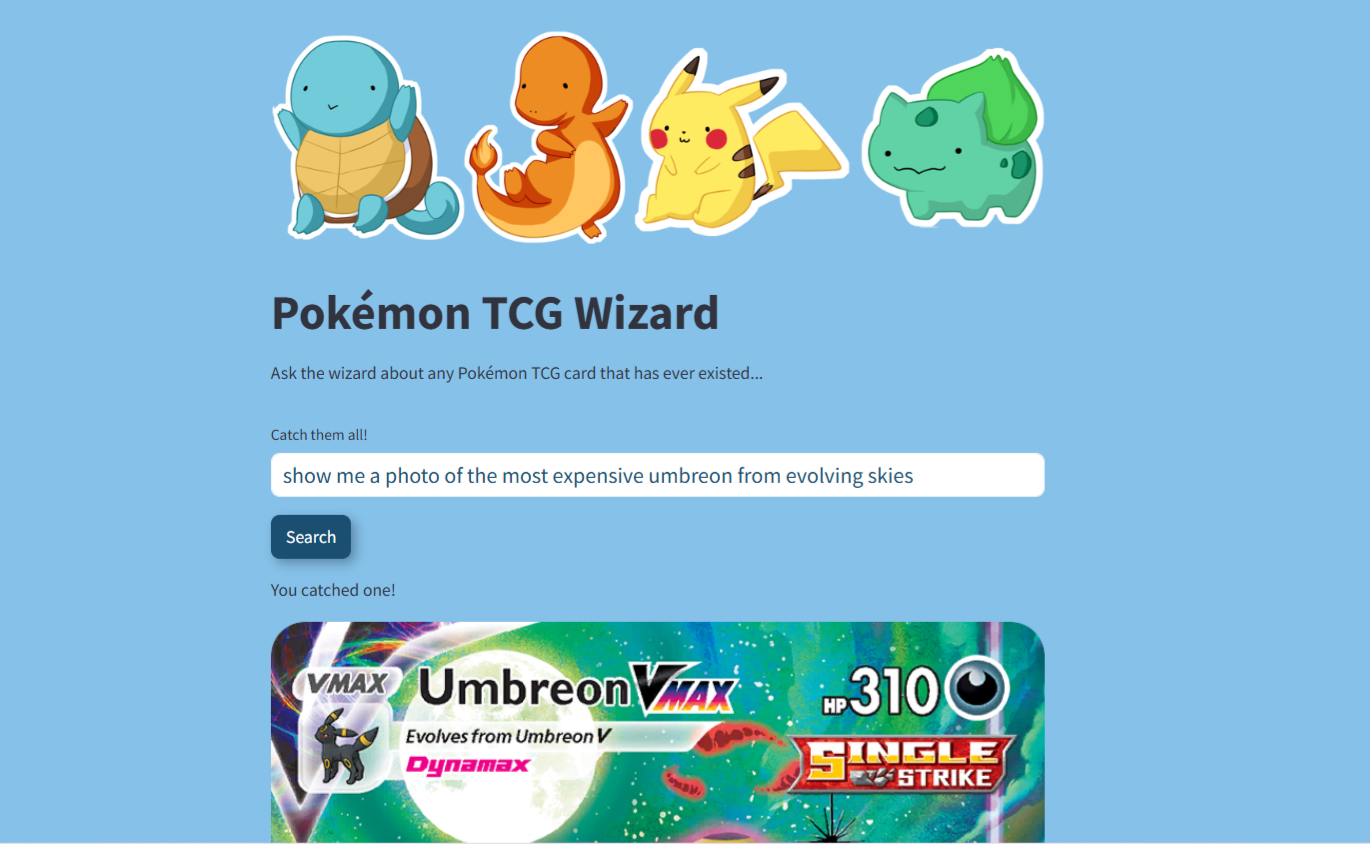 Pokémon TCG Wizard
Ask the wizard about any Pokémon TCG card that has ever existed...
Catch them all!
show me a photo of the most expensive umbreon from evolving skies
Search
You catched one!
VMAX Umbreon VMAX HP 310
Evolves from Umbreon V
Dynamax
SINGLE
STRIKE